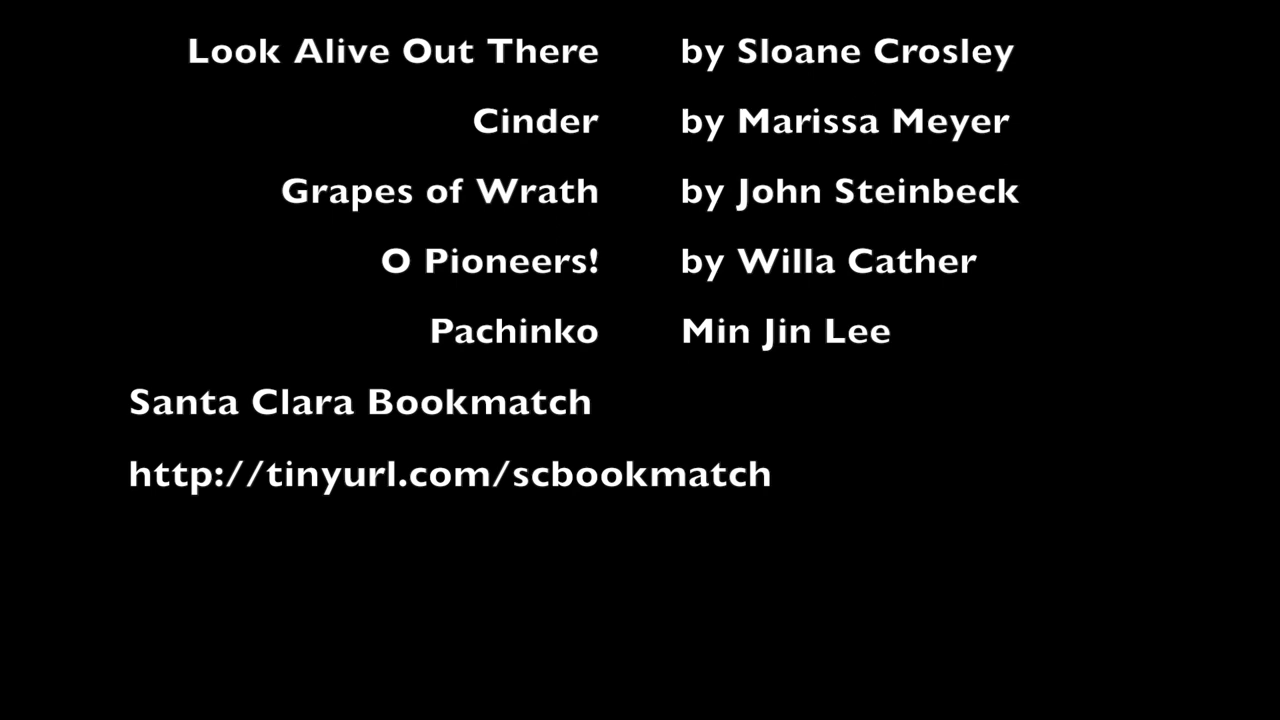 Look Alive Out There by Sloane Crosley
Cinder by Marissa Meyer
Grapes of Wrath by John Steinbeck
O Pioneers! by Willa Cather
Pachinko Min Jin Lee
Santa Clara Bookmatch
http://tinyurl.com/scbookmatch